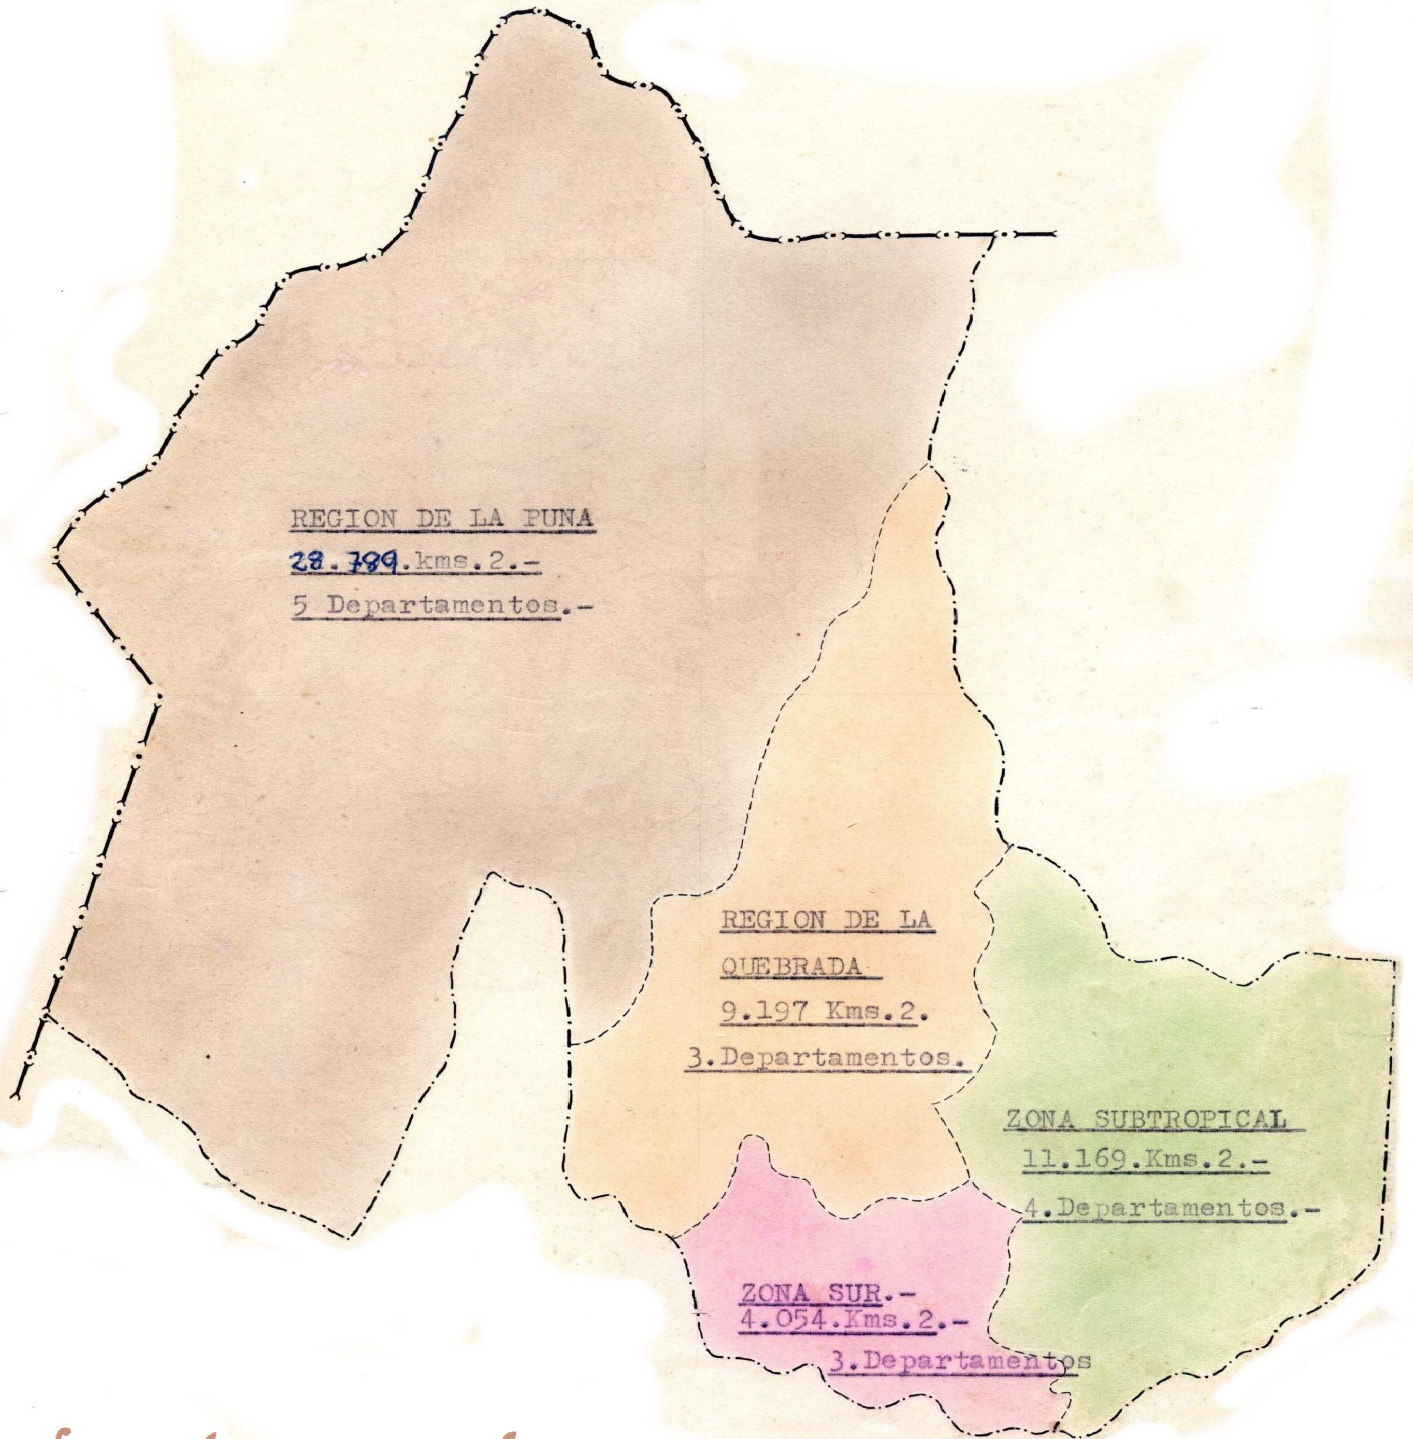 REGION DE LA PUNA
28.789.kms.2.-
5 Departamentos.-
REGION DE LA
QUEBRADA
9.197 Kms.2.
3.Departamentos.
ZONA SUBTROPICAL
11.169.Kms.2.-
4.Departamentos.-
ZONA SUR.-
4.054.Kms.2.-
3.Departamentos